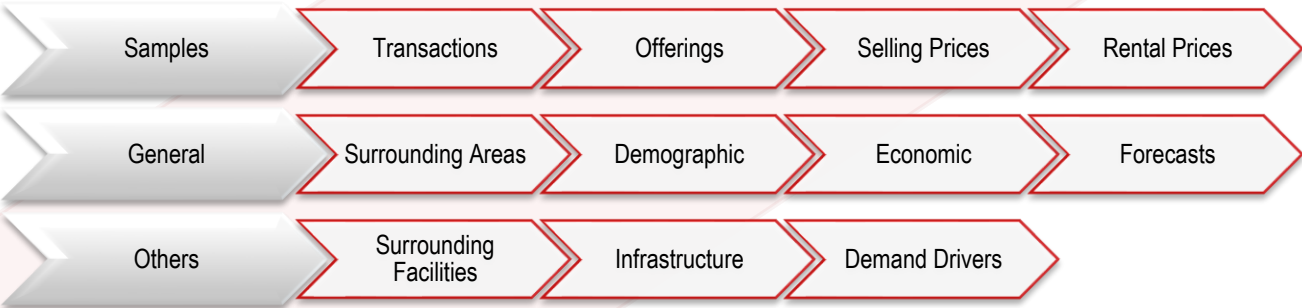 Samples Transactions Offerings Selling Prices Rental Prices
General Surrounding Areas Demographic Economic Forecasts
Others Surrounding Facilities Infrastructure Demand Drivers